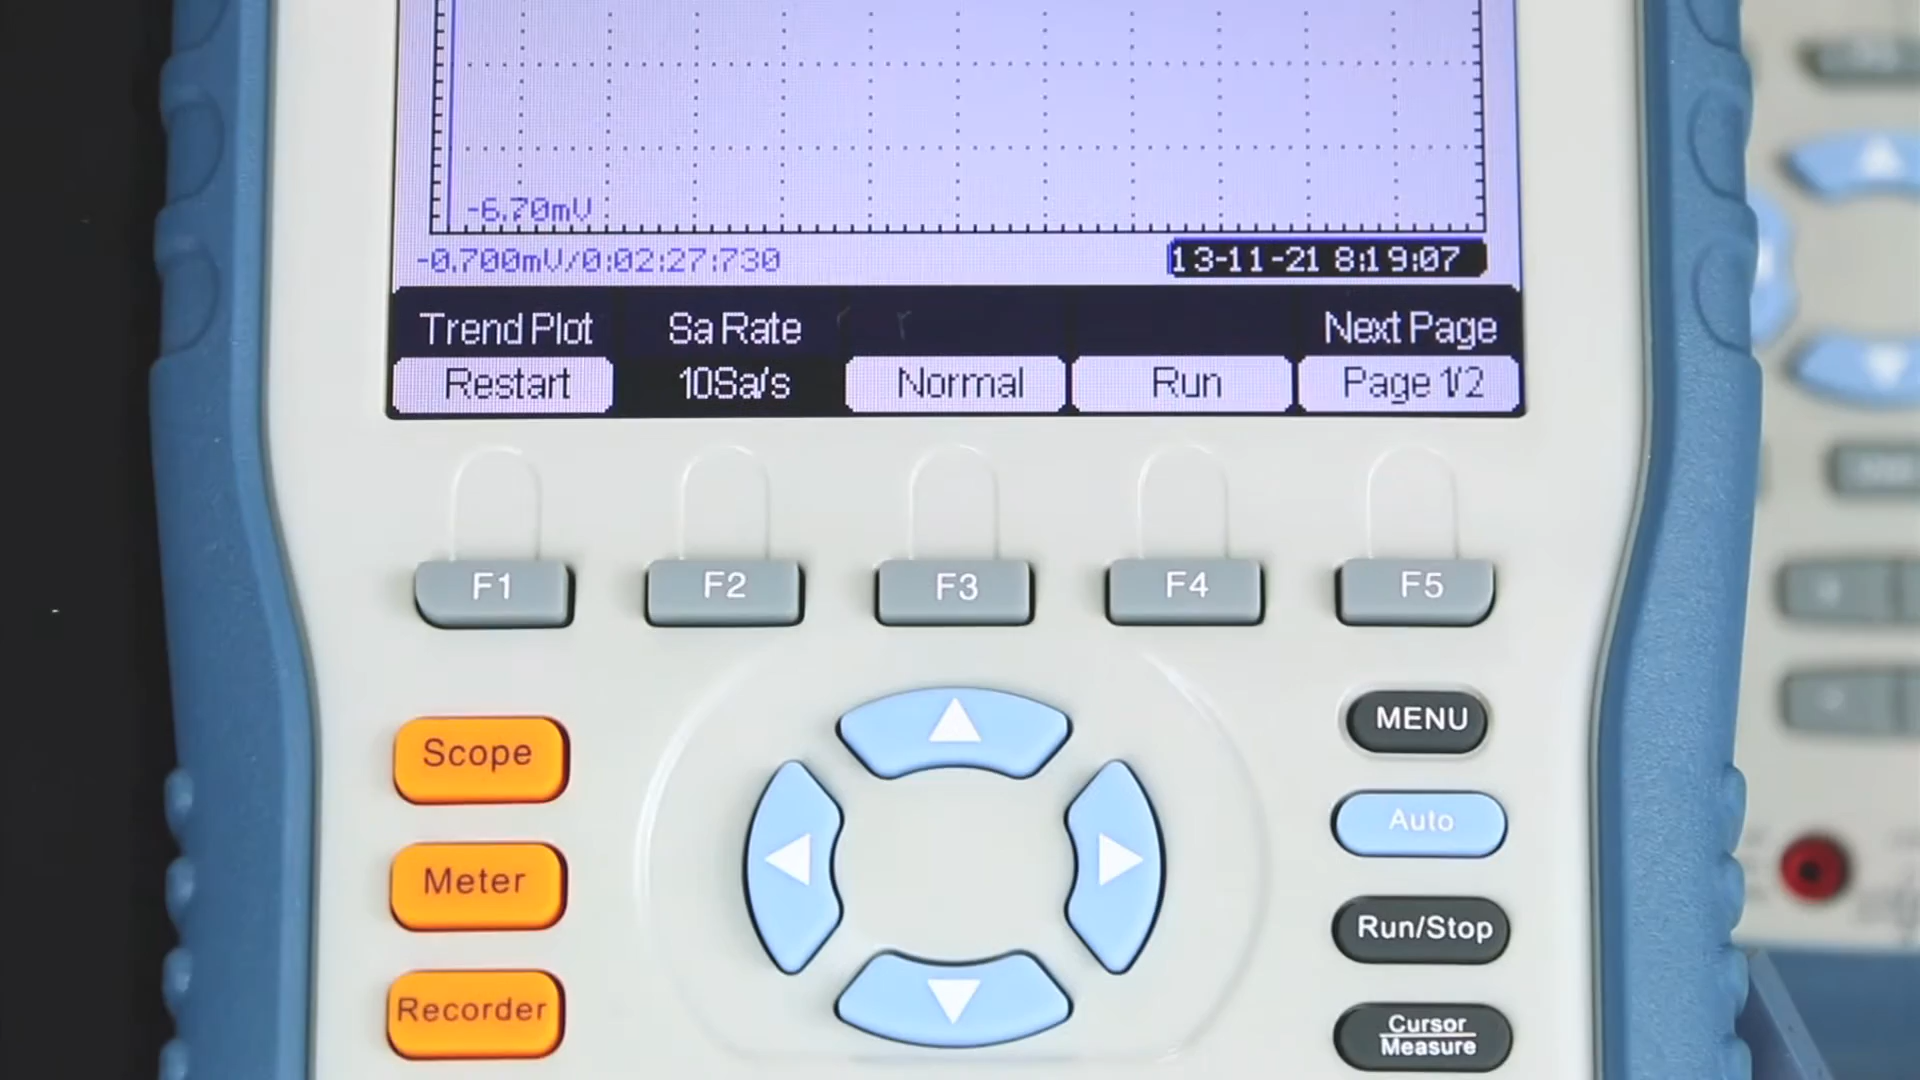 -6.70mV
-0.700mV/0:02:27:730 13-11-21 8:19:07
Trend Plot Sa Rate Next Page
Restart 10Sa/s Normal Run Page 1/2
F1 F2 F3 F4 F5
Scope MENU
Meter Auto
Recorder Run/Stop
Cursor
Measure